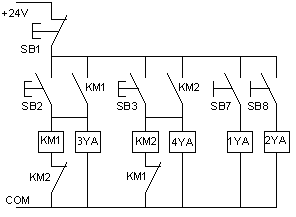 +24V
SB1
SB2 KM1 SB3 KM2 SB7 SB8
KM1 3YA KM2 4YA 1YA 2YA
KM2 KM1
COM